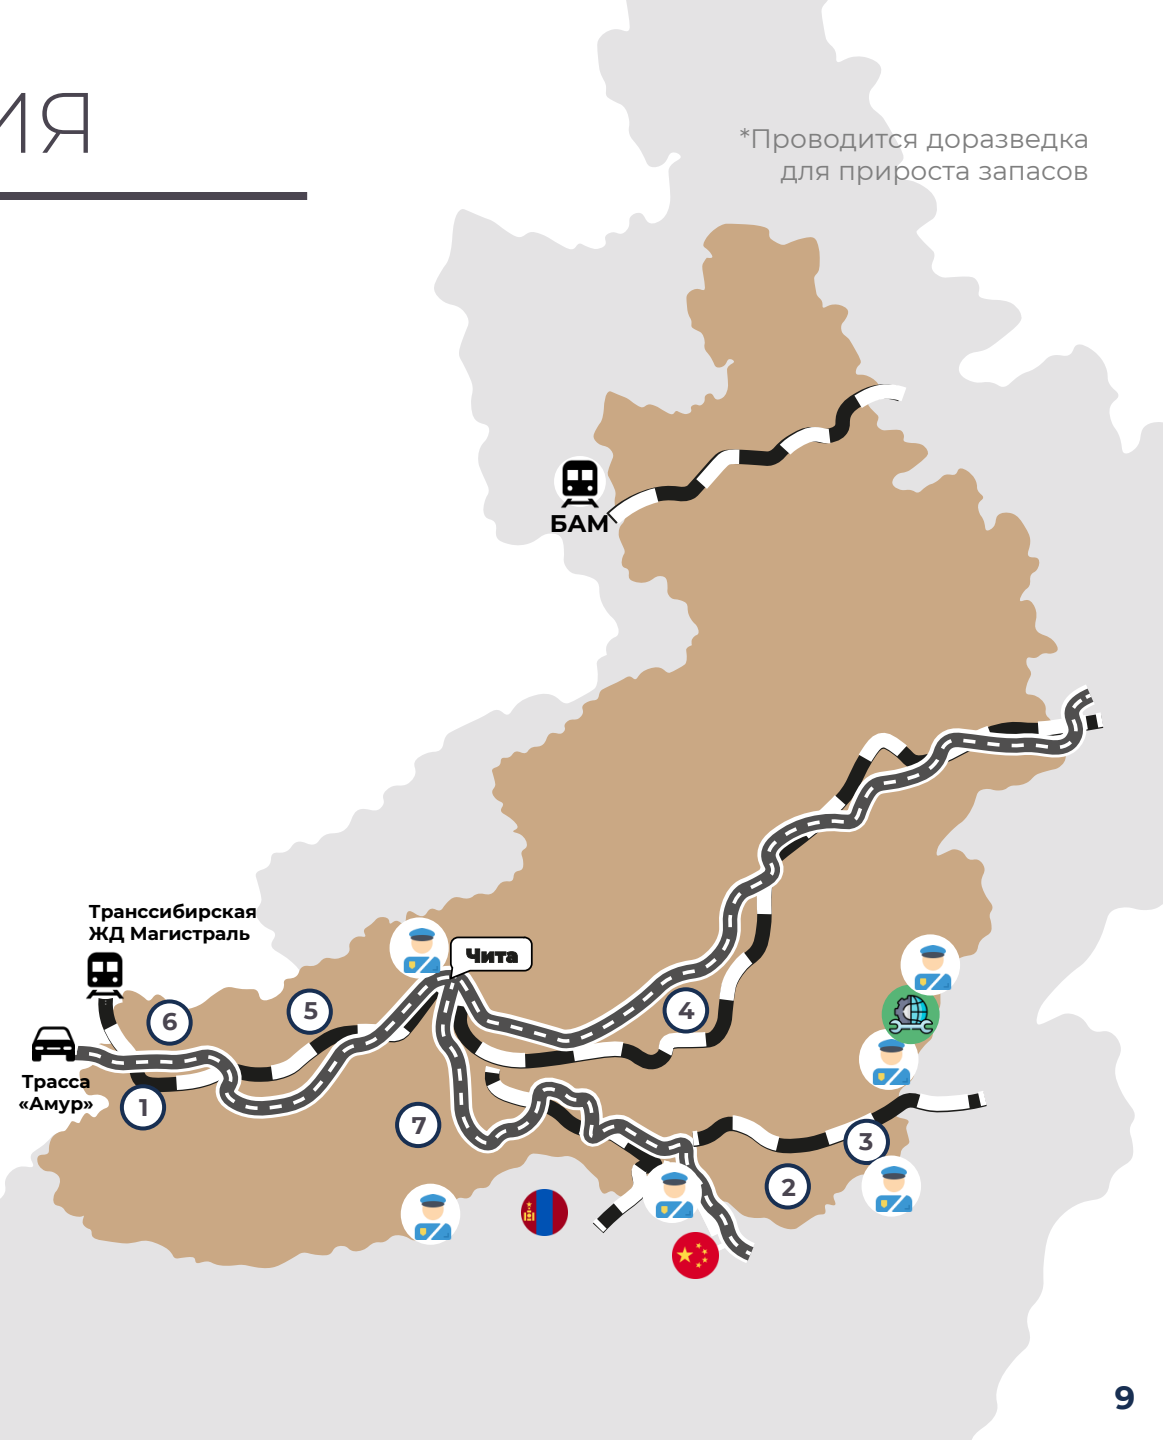 ИЯ
*Проводится доразведка
для прироста запасов
БАМ
Транссибирская
ЖД Магистраль
Чита
6
5
4
Трасса
«Амур»
1
7
3
2
9